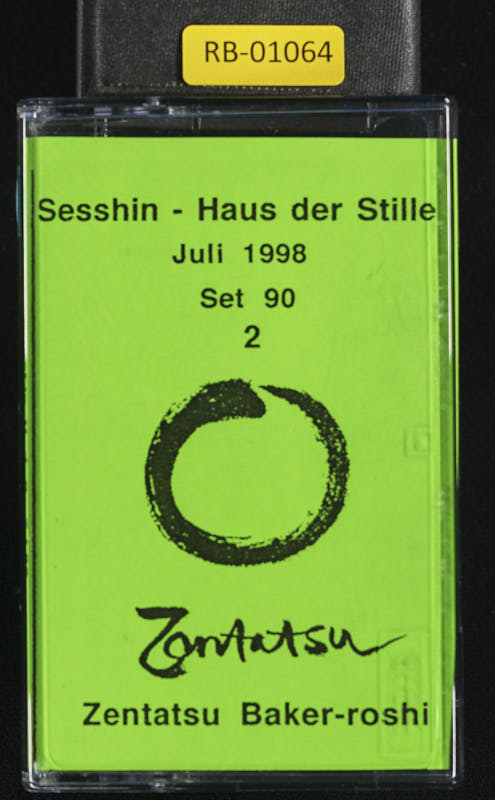 RB-01064
Sesshin - Haus der Stille
Juli 1998
Set 90
2
Zentatsu
Zentatsu Baker-roshi